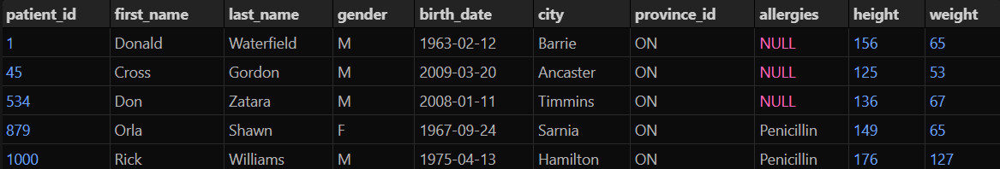 patient_id first_name last_name gender birth_date city province_id allergies height weight
1 Donald Waterfield M 1963-02-12 Barrie ON NULL 156 65
45 Cross Gordon M 2009-03-20 Ancaster ON NULL 125 53
534 Don Zatara M 2008-01-11 Timmins ON NULL 136 67
879 Orla Shawn F 1967-09-24 Sarnia ON Penicillin 149 65
1000 Rick Williams M 1975-04-13 Hamilton ON Penicillin 176 127